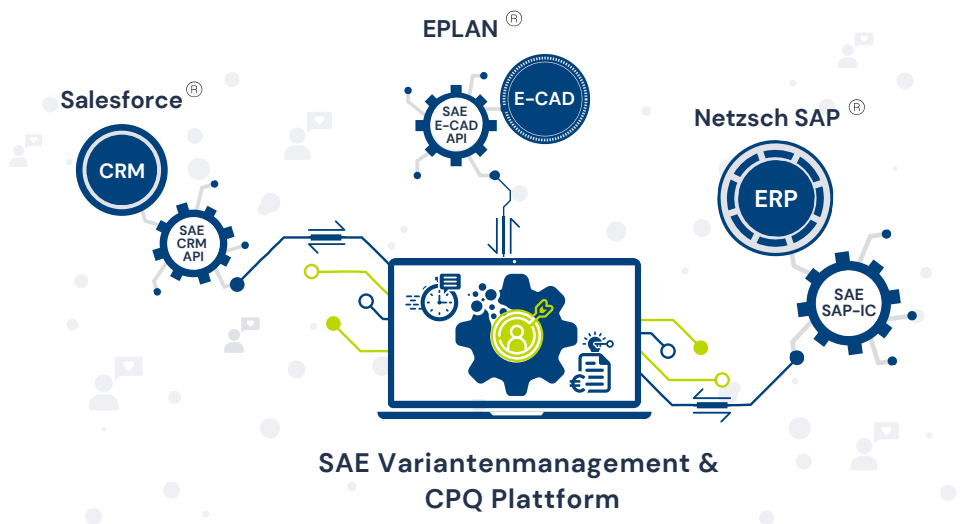 EPLAN ®
Salesforce ®
Netzsch SAP ®
CRM
SAE
CRM
API
SAE
E-CAD
API
E-CAD
ERP
SAE
SAP-IC
€
SAE Variantenmanagement &
CPQ Plattform